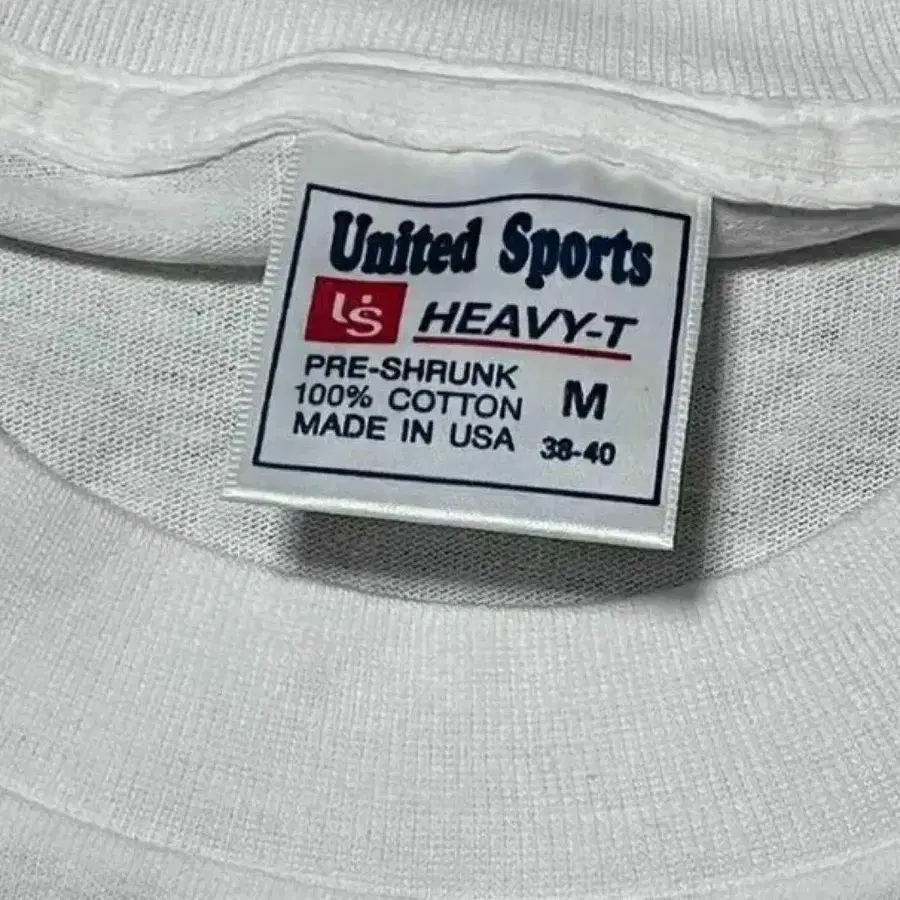 United Sports
US HEAVY-T
PRE-SHRUNK
100% COTTON M
MADE IN USA 38-40